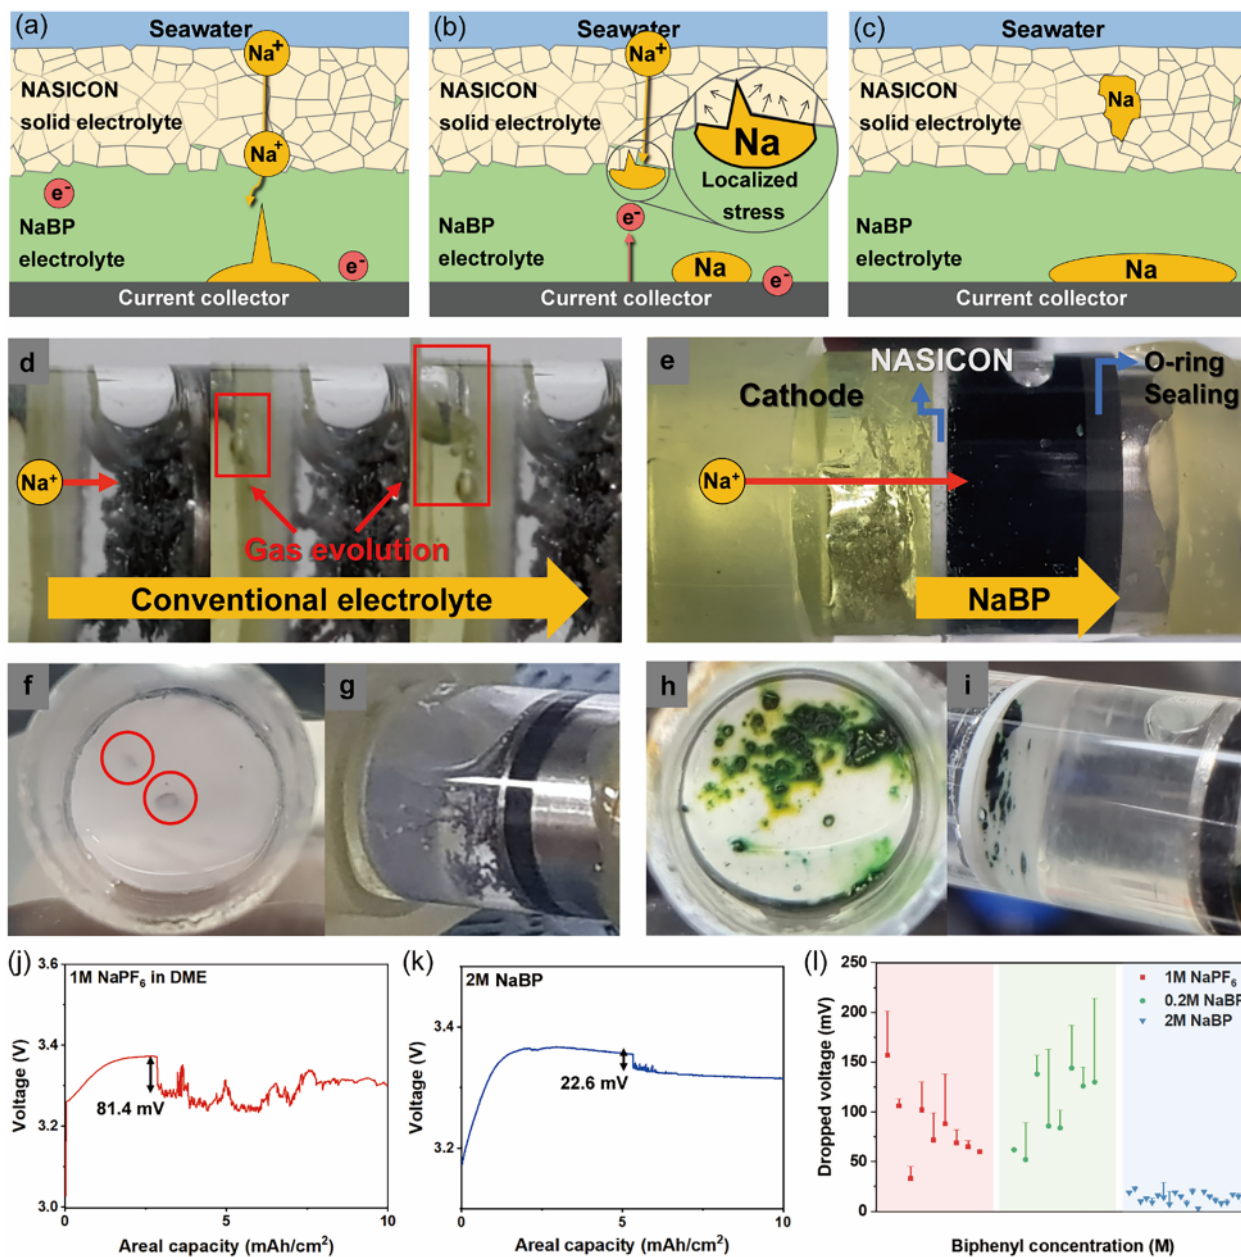 (a)
Seawater
Na+
NASICON
solid electrolyte
Na+
e-
NaBP
electrolyte
e-
Current collector
(b)
Seawater
Na+
NASICON
solid electrolyte
Na
Localized
stress
e-
NaBP
electrolyte
Na
e-
Current collector
(c)
Seawater
NASICON
solid electrolyte
Na
NaBP
electrolyte
Na
Current collector
d
Na+
Gas evolution
Conventional electrolyte
e
NASICON
O-ring
Sealing
Cathode
Na+
NaBP
f
g
h
i
(j)
1M NaPF6 in DME
81.4 mV
Voltage (V)
3.6
3.4
3.2
3.0
0
5
10
Areal capacity (mAh/cm²)
(k)
2M NaBP
22.6 mV
Voltage (V)
3.4
3.2
0
5
10
Areal capacity (mAh/cm²)
(l)
1M NaPF6
0.2M NaBP
2M NaBP
Dropped voltage (mV)
250
200
150
100
50
0
Biphenyl concentration (M)